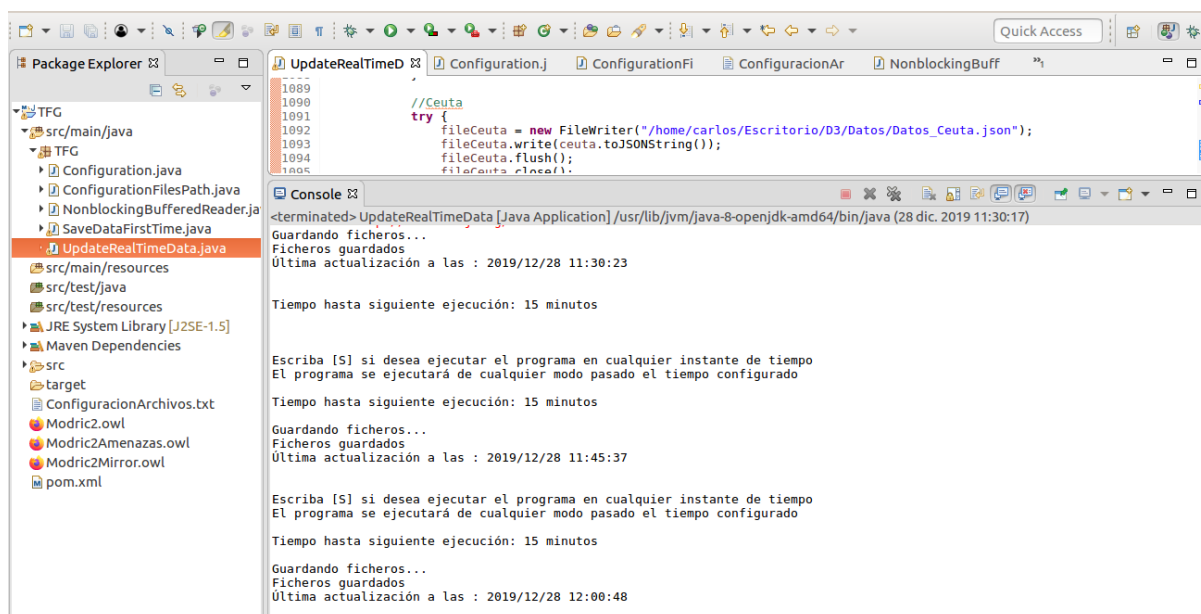 Quick Access
Package Explorer
TFG
src/main/java
TFG
Configuration.java
ConfigurationFilesPath.java
NonblockingBufferedReader.ja
SaveDataFirstTime.java
UpdateRealTimeData.java
src/main/resources
src/test/java
src/test/resources
JRE System Library [J2SE-1.5]
Maven Dependencies
src
target
ConfiguracionArchivos.txt
Modric2.owl
Modric2Amenazas.owl
Modric2Mirror.owl
pom.xml
UpdateRealTimeD
Configuration.j
ConfigurationFi
ConfiguracionAr
NonblockingBuff
1089
1090 //Ceuta
1091 try {
1092 fileCeuta = new FileWriter("/home/carlos/Escritorio/D3/Datos/Datos_Ceuta.json");
1093 fileCeuta.write(ceuta.toJSONString());
1094 fileCeuta.flush();
1095 fileCeuta.close();
Console
<terminated> UpdateRealTimeData [Java Application] /usr/lib/jvm/java-8-openjdk-amd64/bin/java (28 dic. 2019 11:30:17)
Guardando ficheros...
Ficheros guardados
Última actualización a las : 2019/12/28 11:30:23
Tiempo hasta siguiente ejecución: 15 minutos
Escriba [S] si desea ejecutar el programa en cualquier instante de tiempo
El programa se ejecutará de cualquier modo pasado el tiempo configurado
Tiempo hasta siguiente ejecución: 15 minutos
Guardando ficheros...
Ficheros guardados
Última actualización a las : 2019/12/28 11:45:37
Escriba [S] si desea ejecutar el programa en cualquier instante de tiempo
El programa se ejecutará de cualquier modo pasado el tiempo configurado
Tiempo hasta siguiente ejecución: 15 minutos
Guardando ficheros...
Ficheros guardados
Última actualización a las : 2019/12/28 12:00:48